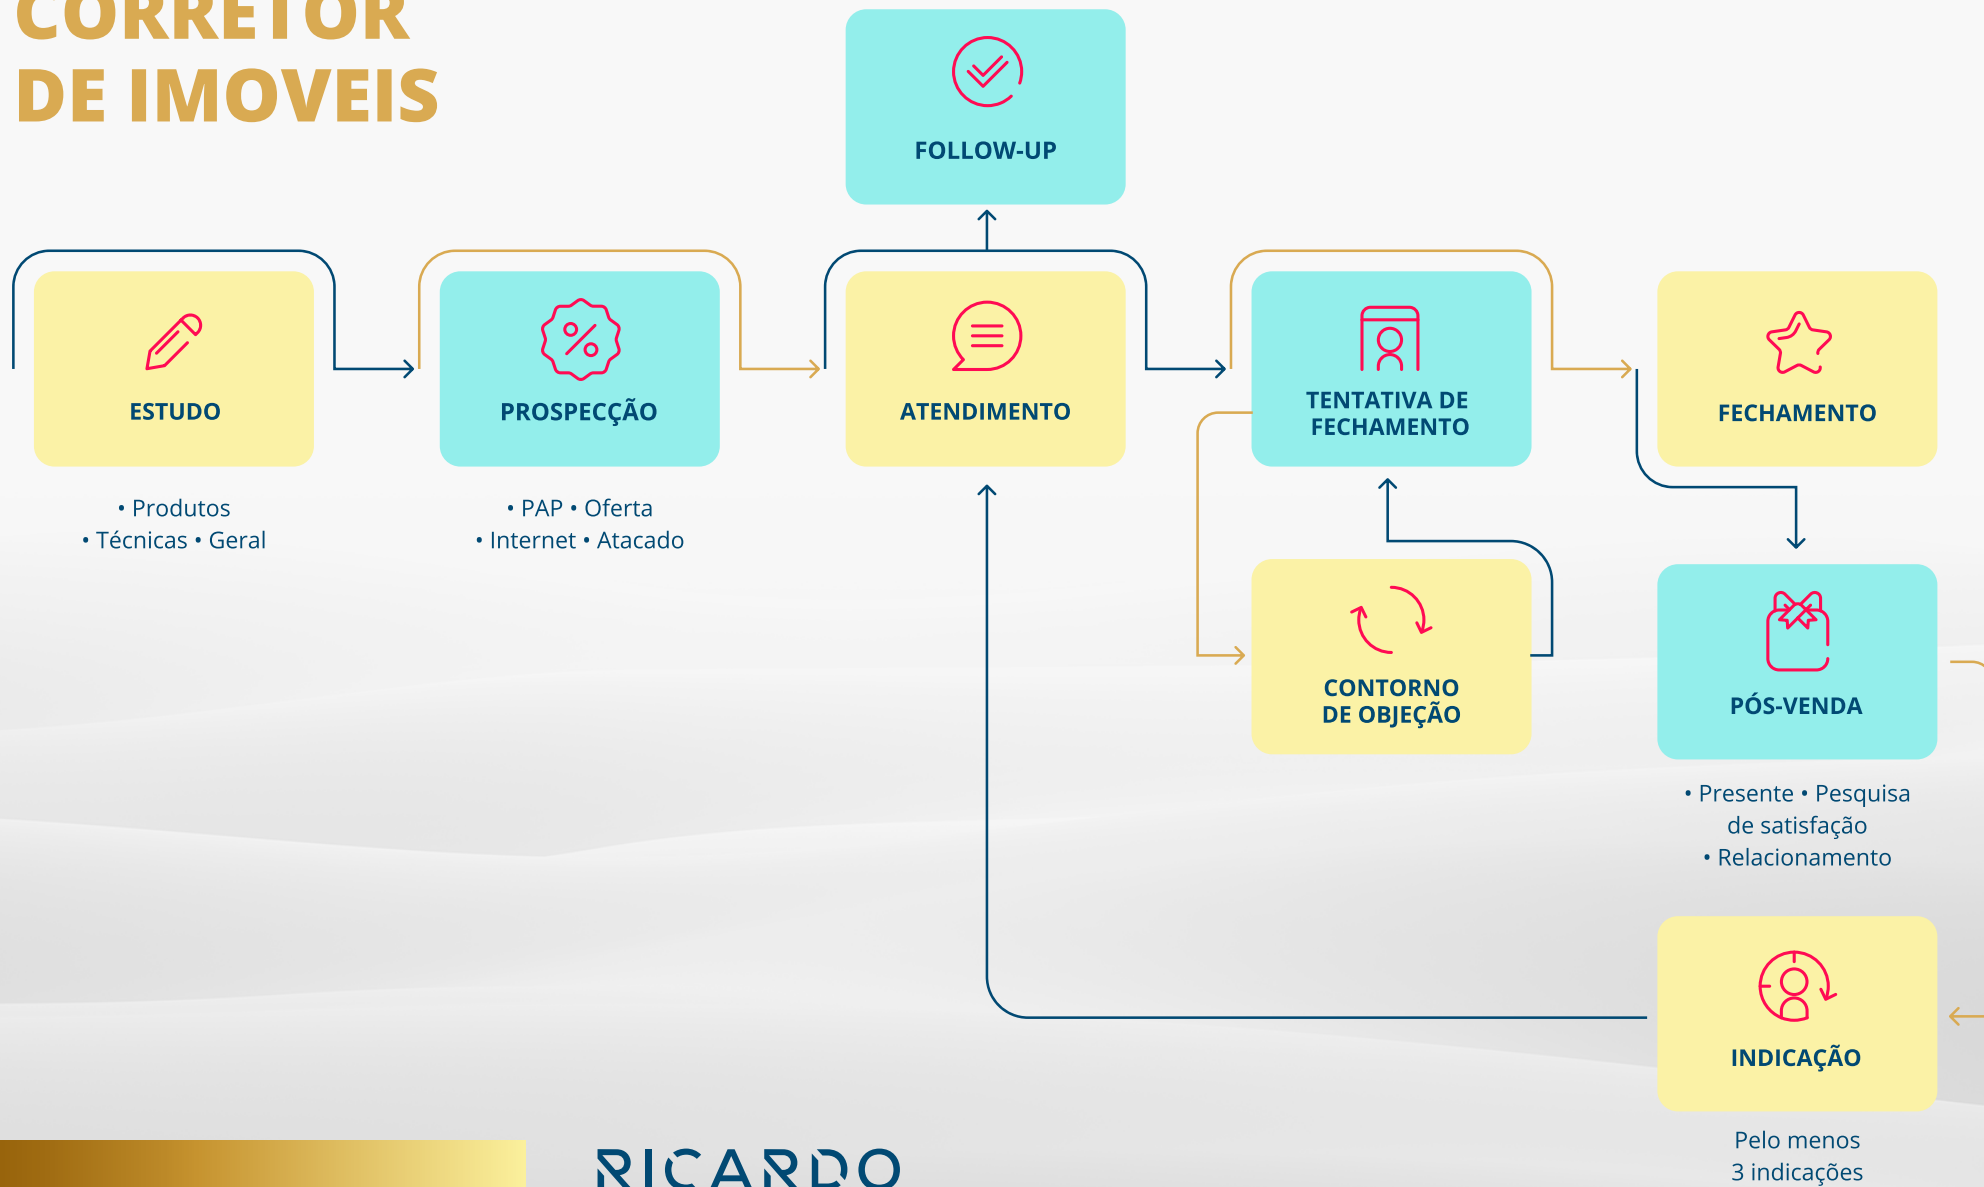 CORRETOR
DE IMOVEIS
FOLLOW-UP
ESTUDO
• Produtos
• Técnicas • Geral
PROSPECÇÃO
• PAP • Oferta
• Internet • Atacado
ATENDIMENTO
TENTATIVA DE
FECHAMENTO
FECHAMENTO
CONTORNO
DE OBJEÇÃO
PÓS-VENDA
• Presente • Pesquisa
de satisfação
• Relacionamento
INDICAÇÃO
Pelo menos
3 indicações
RICARDO